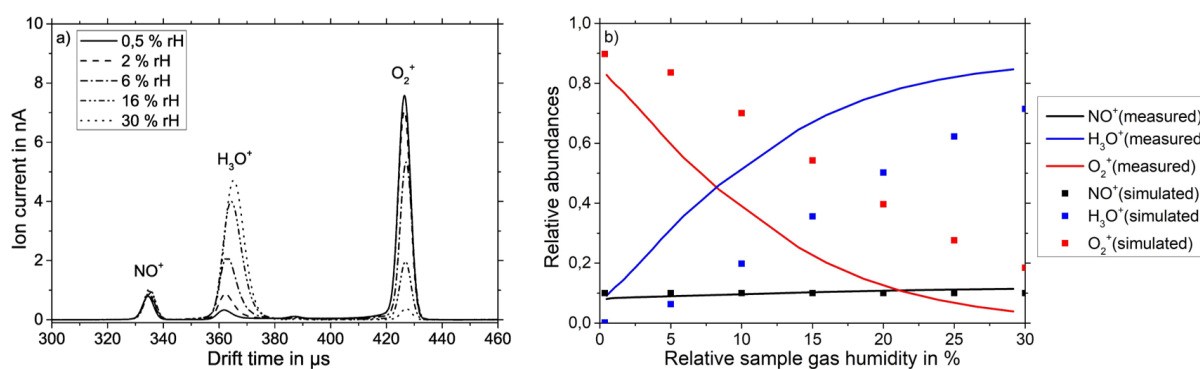 a)
0,5 % rH
2 % rH
6 % rH
16 % rH
30 % rH
NO⁺
H₃O⁺
O₂⁺
Ion current in nA
10
8
6
4
2
0
300 320 340 360 380 400 420 440 460
Drift time in µs
b)
Relative abundances
1,0
0,8
0,6
0,4
0,2
0,0
0 5 10 15 20 25 30
Relative sample gas humidity in %
NO⁺(measured)
H₃O⁺(measured)
O₂⁺(measured)
NO⁺(simulated)
H₃O⁺(simulated)
O₂⁺(simulated)